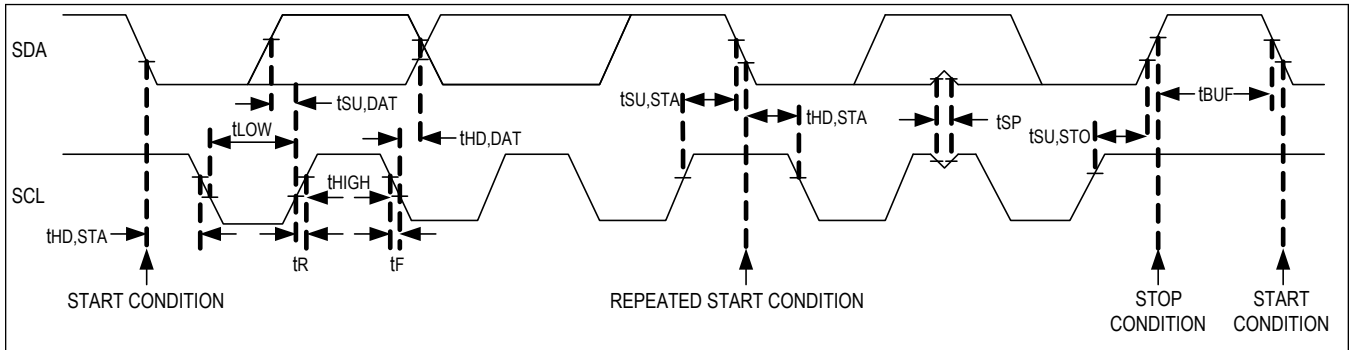 SDA
tSU,DAT
tSU,STA
tBUF
tLOW
tHD,DAT
tHD,STA
tSP
tSU,STO
SCL
tHIGH
tHD,STA
tR
tF
START CONDITION
REPEATED START CONDITION
STOP
CONDITION
START
CONDITION